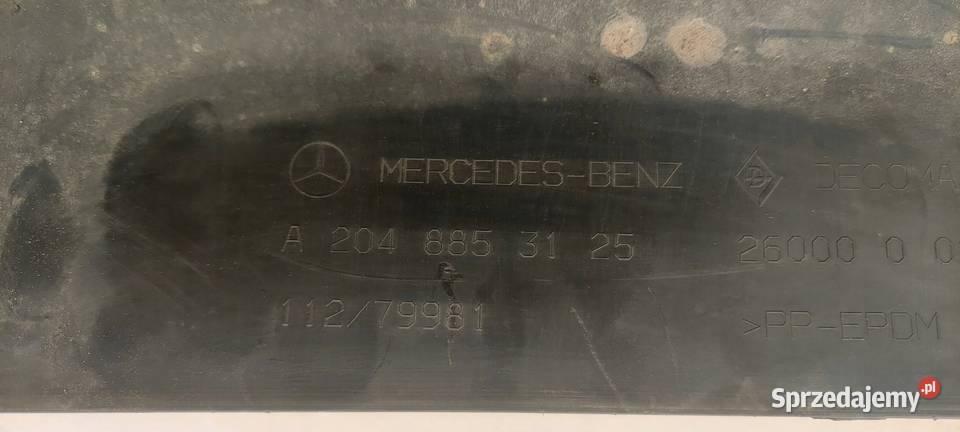 MERCEDES-BENZ DECOMA
A 204 885 31 25 26000 0 0
112/79981 >PP-EPDM
Sprzedajemy.pl